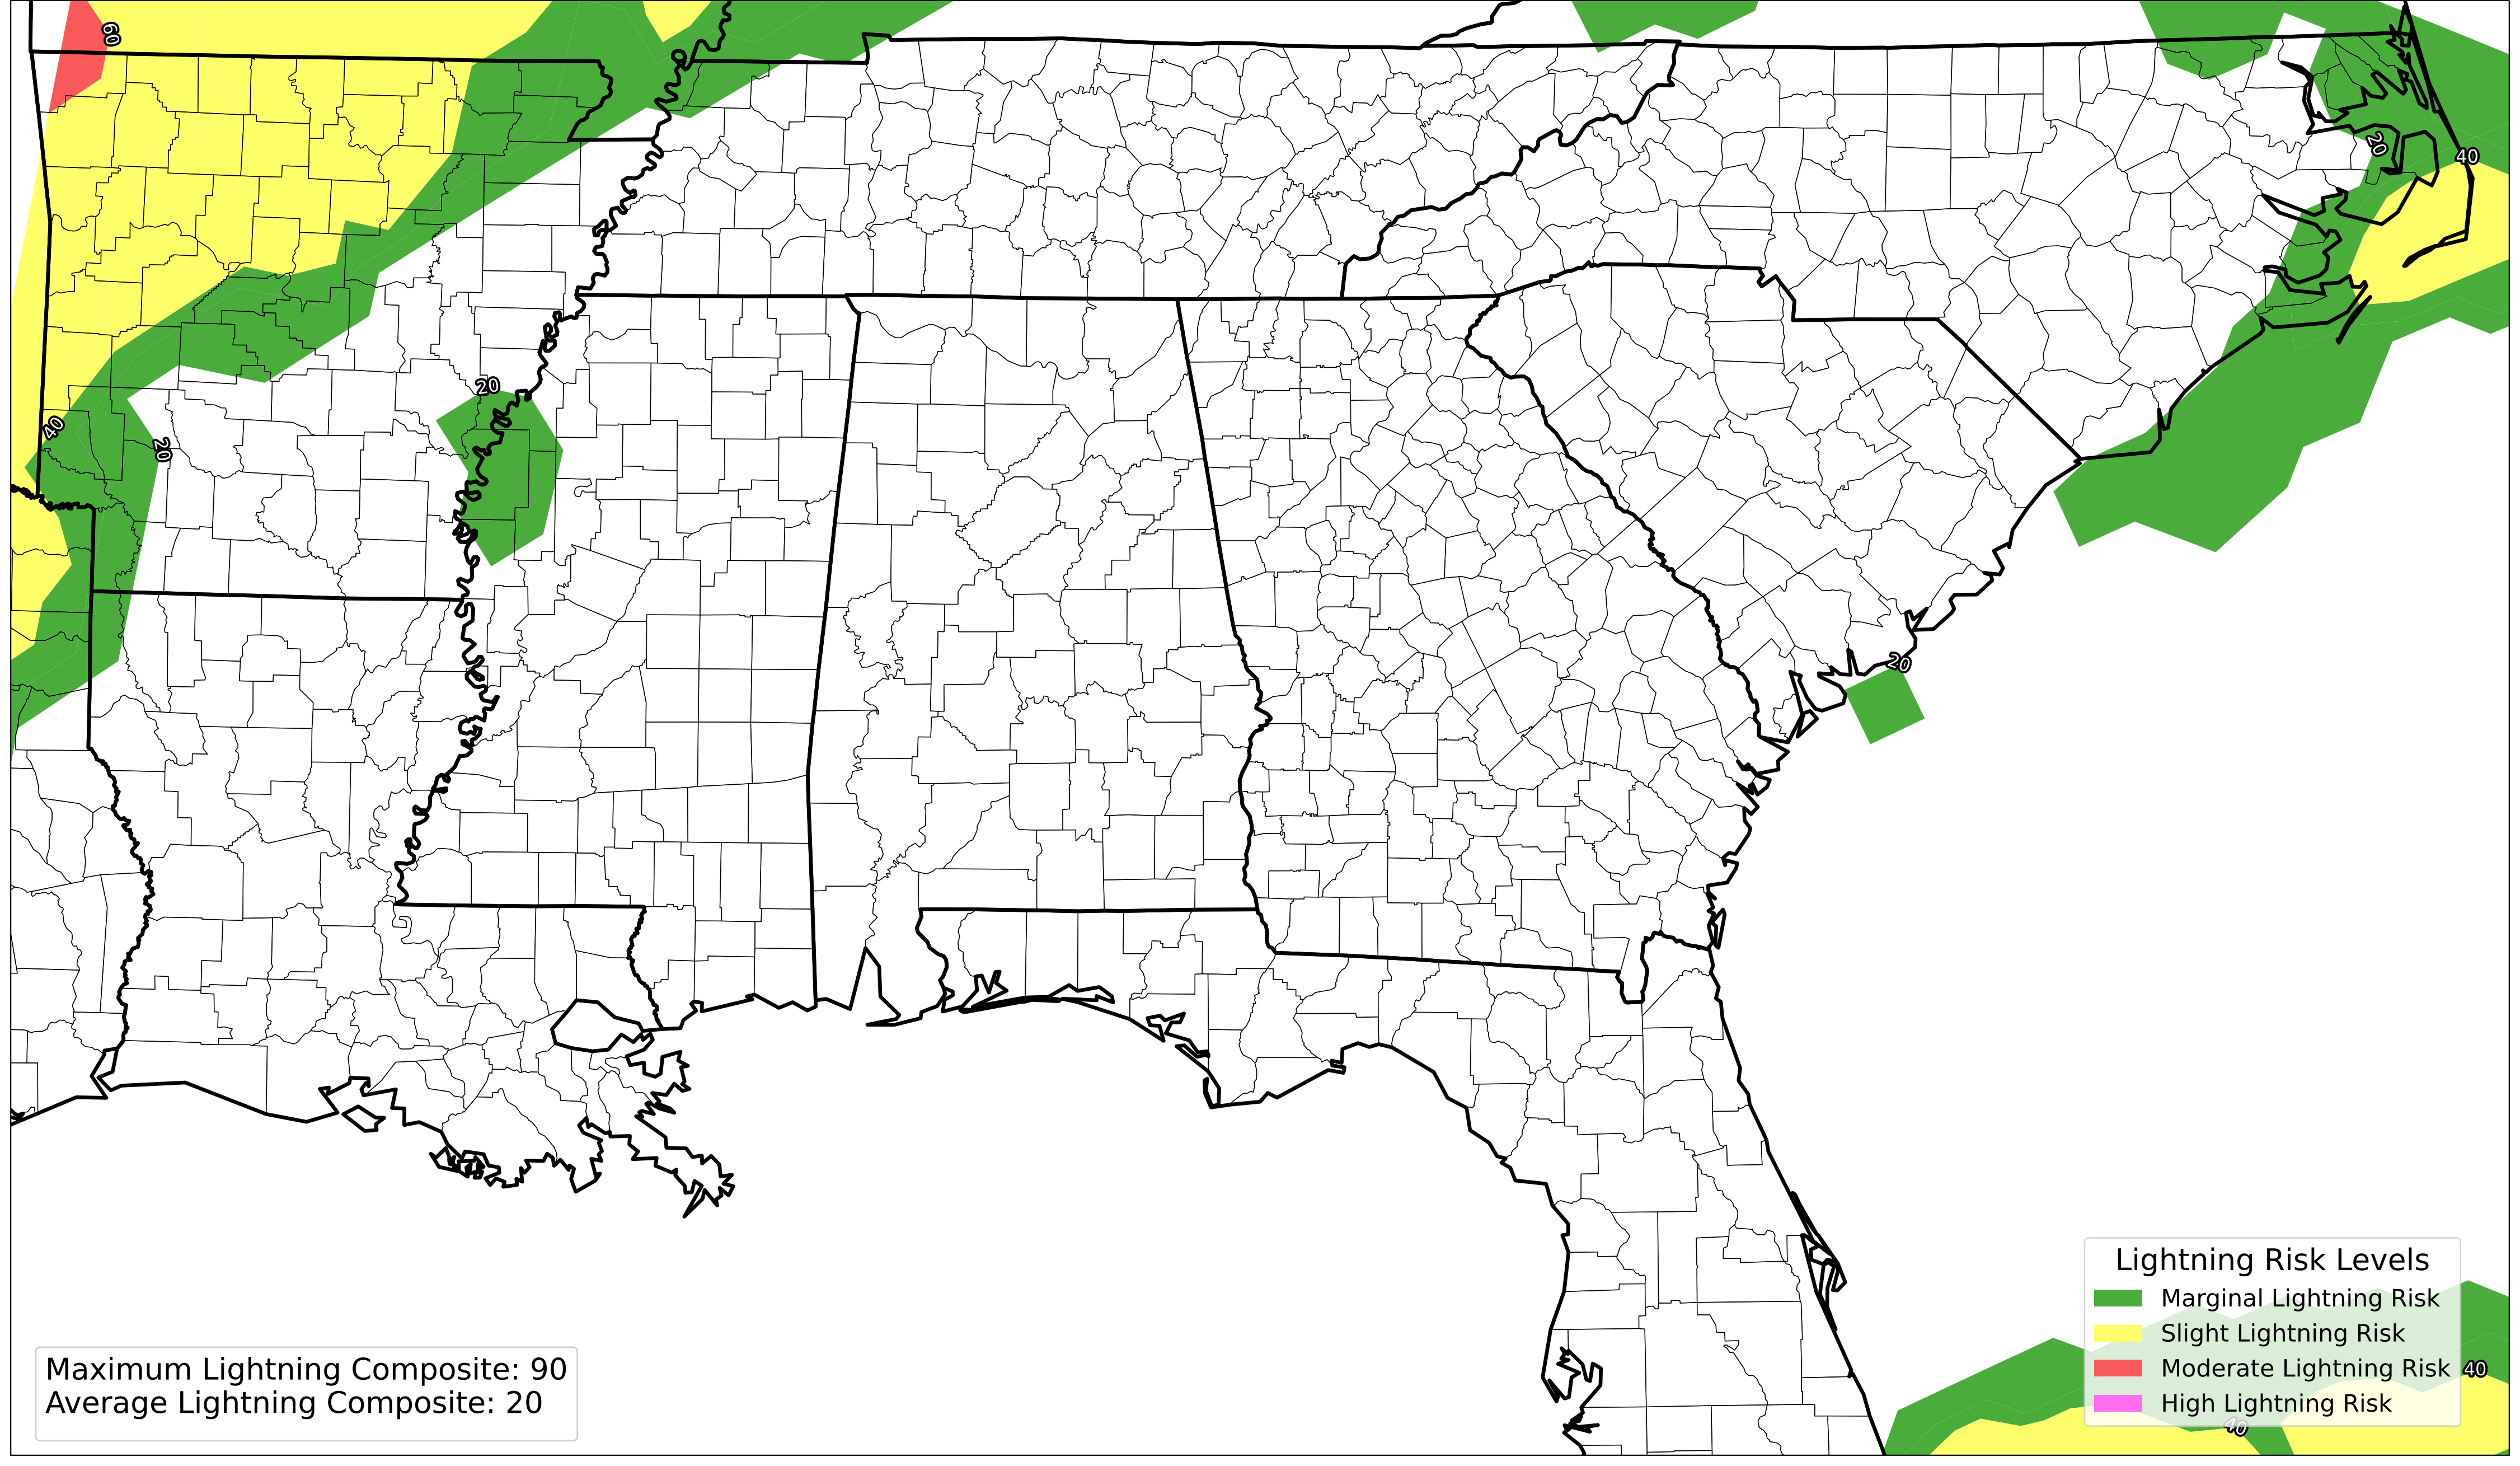 60
20
40
20
40
20
20
Lightning Risk Levels
Marginal Lightning Risk
Slight Lightning Risk
Moderate Lightning Risk
High Lightning Risk
40
40
Maximum Lightning Composite: 90
Average Lightning Composite: 20